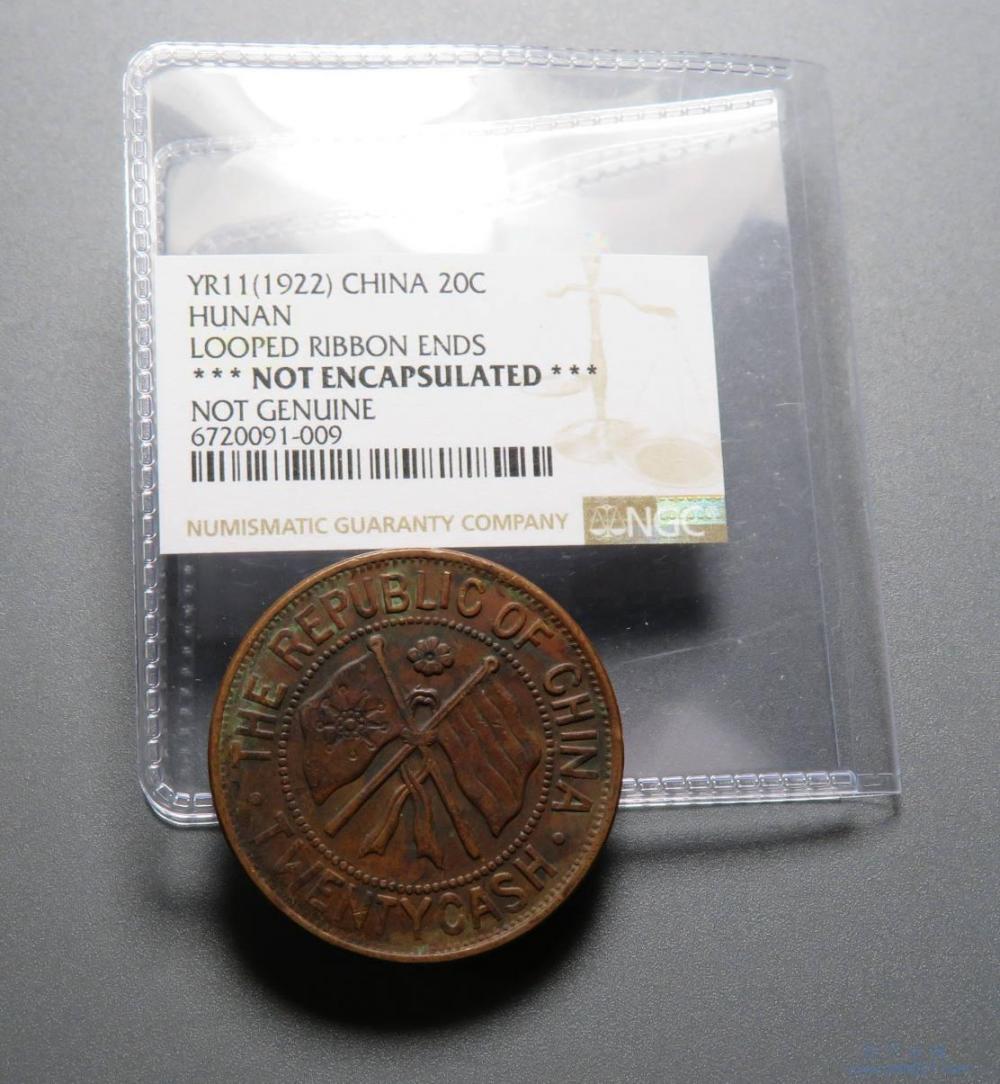 YR11(1922) CHINA 20C
HUNAN
LOOPED RIBBON ENDS
*** NOT ENCAPSULATED ***
NOT GENUINE
6720091-009
NUMISMATIC GUARANTY COMPANY
NGC
THE REPUBLIC OF CHINA
TWENTY CASH